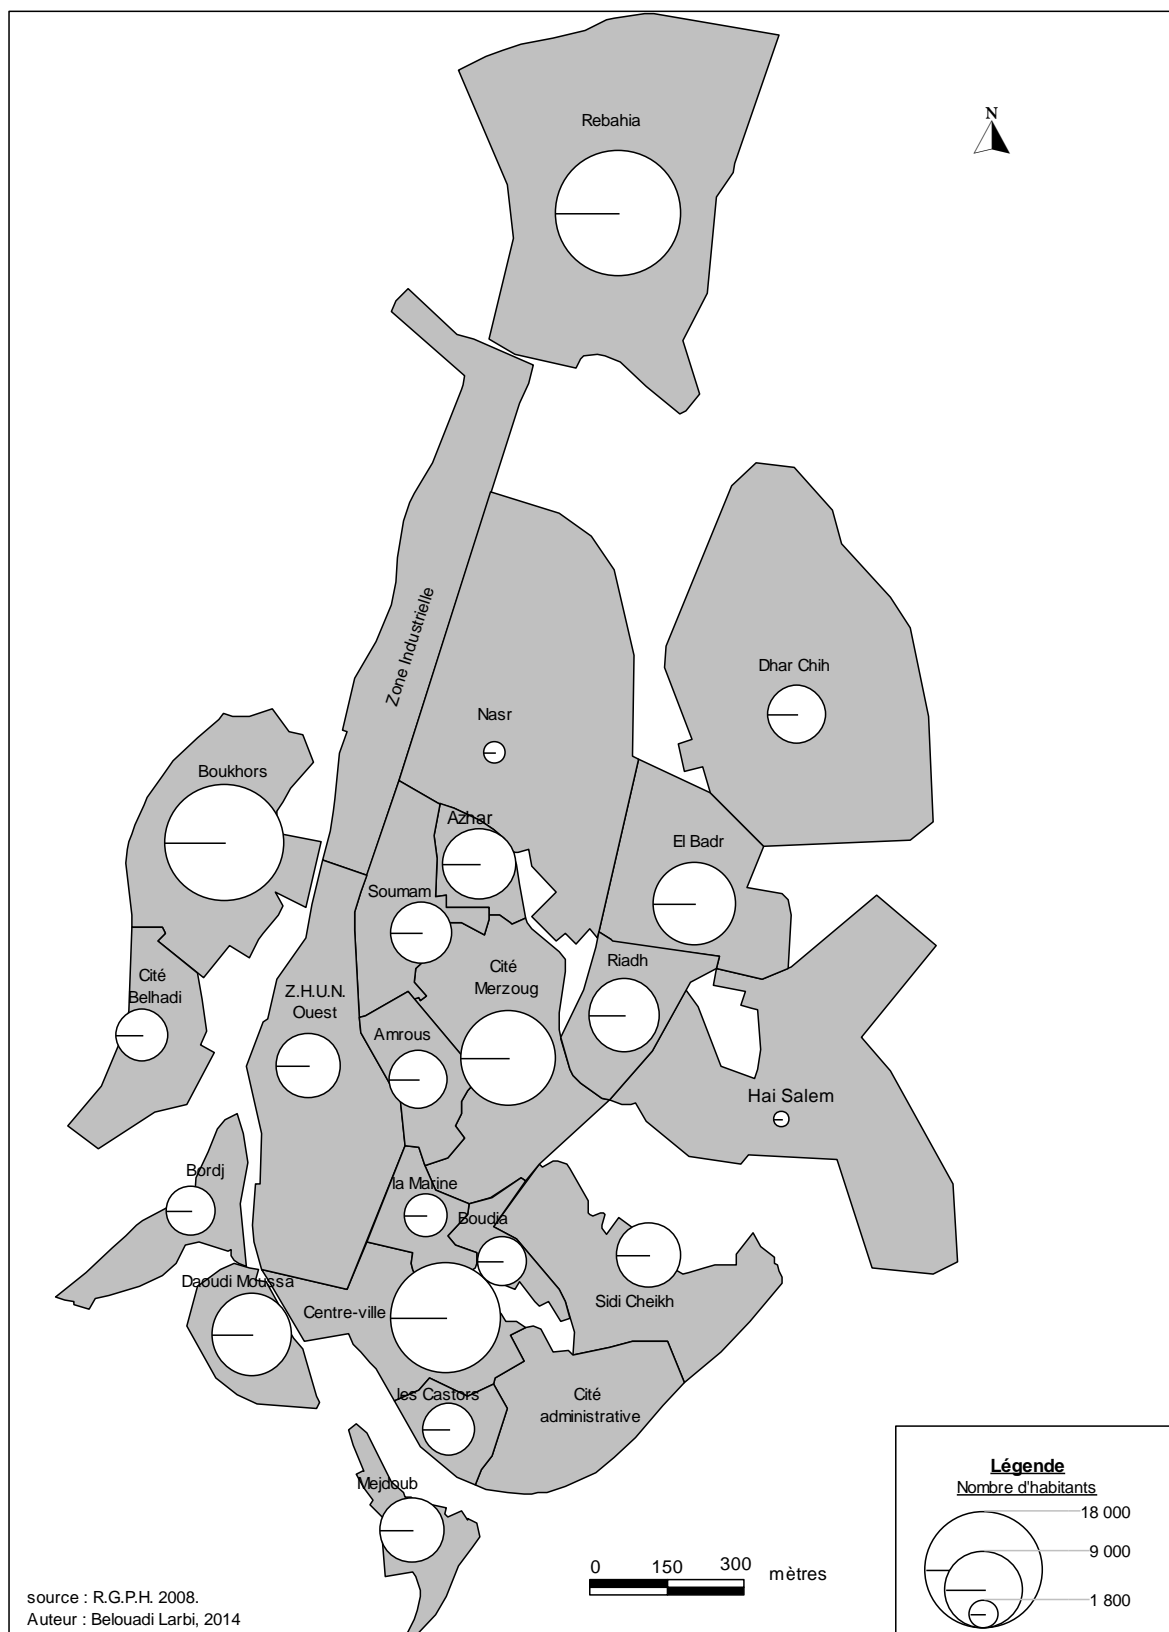 N
Rebahia
Zone Industrielle
Dhar Chih
Nasr
Boukhors
Azhar
El Badr
Soumam
Cité
Merzoug
Riadh
Cité
Belhadi
Z.H.U.N.
Ouest
Amrous
Hai Salem
Bordj
la Marine
Boudia
Daoudi Moussa
Centre-ville
Sidi Cheikh
les Castors
Cité
administrative
Mejdoub
Légende
Nombre d'habitants
18 000
9 000
1 800
0 150 300 mètres
source : R.G.P.H. 2008.
Auteur : Belouadi Larbi, 2014